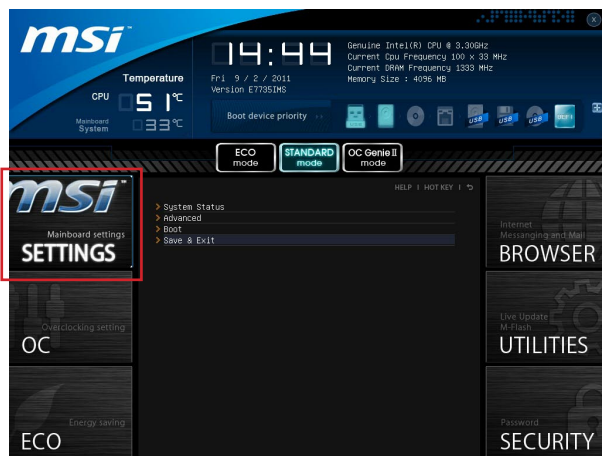 msi
14:44
Genuine Intel(R) CPU @ 3.30GHz
Current Cpu Frequency 100 x 33 MHz
Current DRAM Frequency 1333 MHz
Memory Size : 4096 MB
Temperature
Fri 9 / 2 / 2011
Version E7735IMS
CPU 51°C
Mainboard
System 33°C
Boot device priority
USB
USB
USB
UEFI
ECO
mode
STANDARD
mode
OC Genie II
mode
HELP | HOT KEY |
msi
Mainboard settings
SETTINGS
> System Status
> Advanced
> Boot
> Save & Exit
Internet
Messanging and Mail
BROWSER
Overclocking setting
OC
Live Update
M-Flash
UTILITIES
Energy saving
ECO
Password
SECURITY